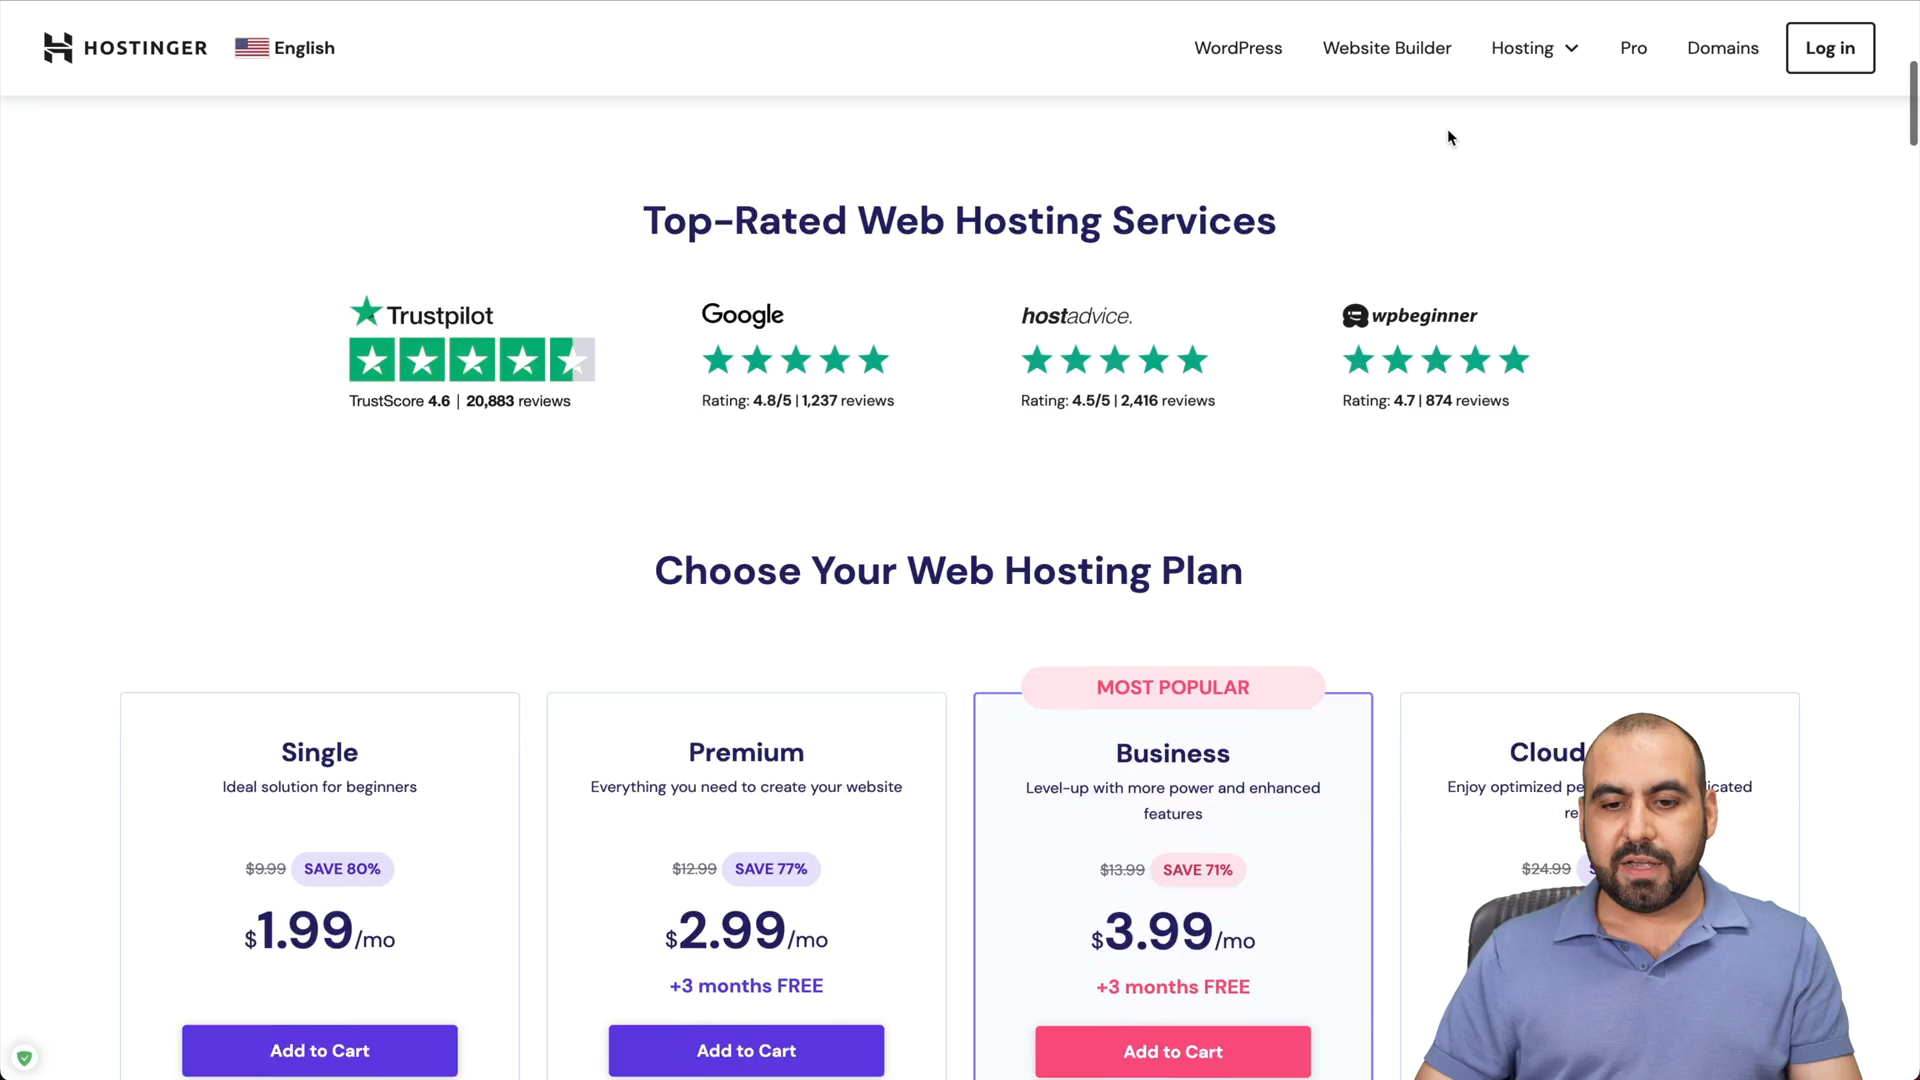 HOSTINGER
English
WordPress
Website Builder
Hosting
Pro
Domains
Log in
Top-Rated Web Hosting Services
Trustpilot
TrustScore 4.6 | 20,883 reviews
Google
Rating: 4.8/5 | 1,237 reviews
hostadvice.
Rating: 4.5/5 | 2,416 reviews
wpbeginner
Rating: 4.7 | 874 reviews
Choose Your Web Hosting Plan
Single
Ideal solution for beginners
$9.99 SAVE 80%
$1.99/mo
Add to Cart
Premium
Everything you need to create your website
$12.99 SAVE 77%
$2.99/mo
+3 months FREE
Add to Cart
MOST POPULAR
Business
Level-up with more power and enhanced
features
$13.99 SAVE 71%
$3.99/mo
+3 months FREE
Add to Cart
Cloud
Enjoy optimized
$24.99